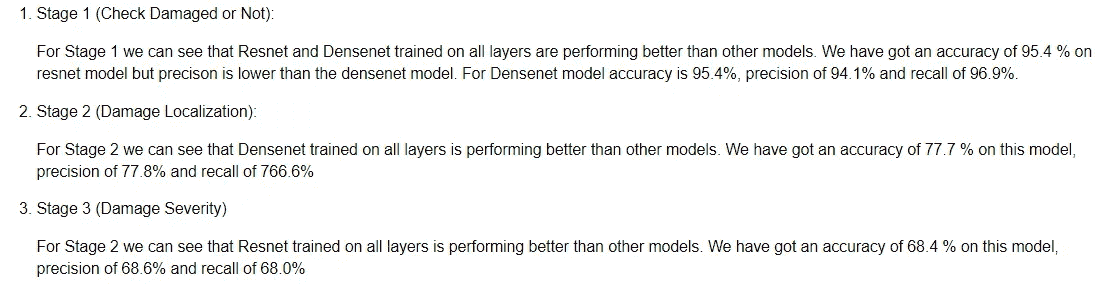 1. Stage 1 (Check Damaged or Not):
For Stage 1 we can see that Resnet and Densenet trained on all layers are performing better than other models. We have got an accuracy of 95.4 % on
resnet model but precison is lower than the densenet model. For Densenet model accuracy is 95.4%, precision of 94.1% and recall of 96.9%.
2. Stage 2 (Damage Localization):
For Stage 2 we can see that Densenet trained on all layers is performing better than other models. We have got an accuracy of 77.7 % on this model,
precision of 77.8% and recall of 766.6%
3. Stage 3 (Damage Severity)
For Stage 2 we can see that Resnet trained on all layers is performing better than other models. We have got an accuracy of 68.4 % on this model,
precision of 68.6% and recall of 68.0%